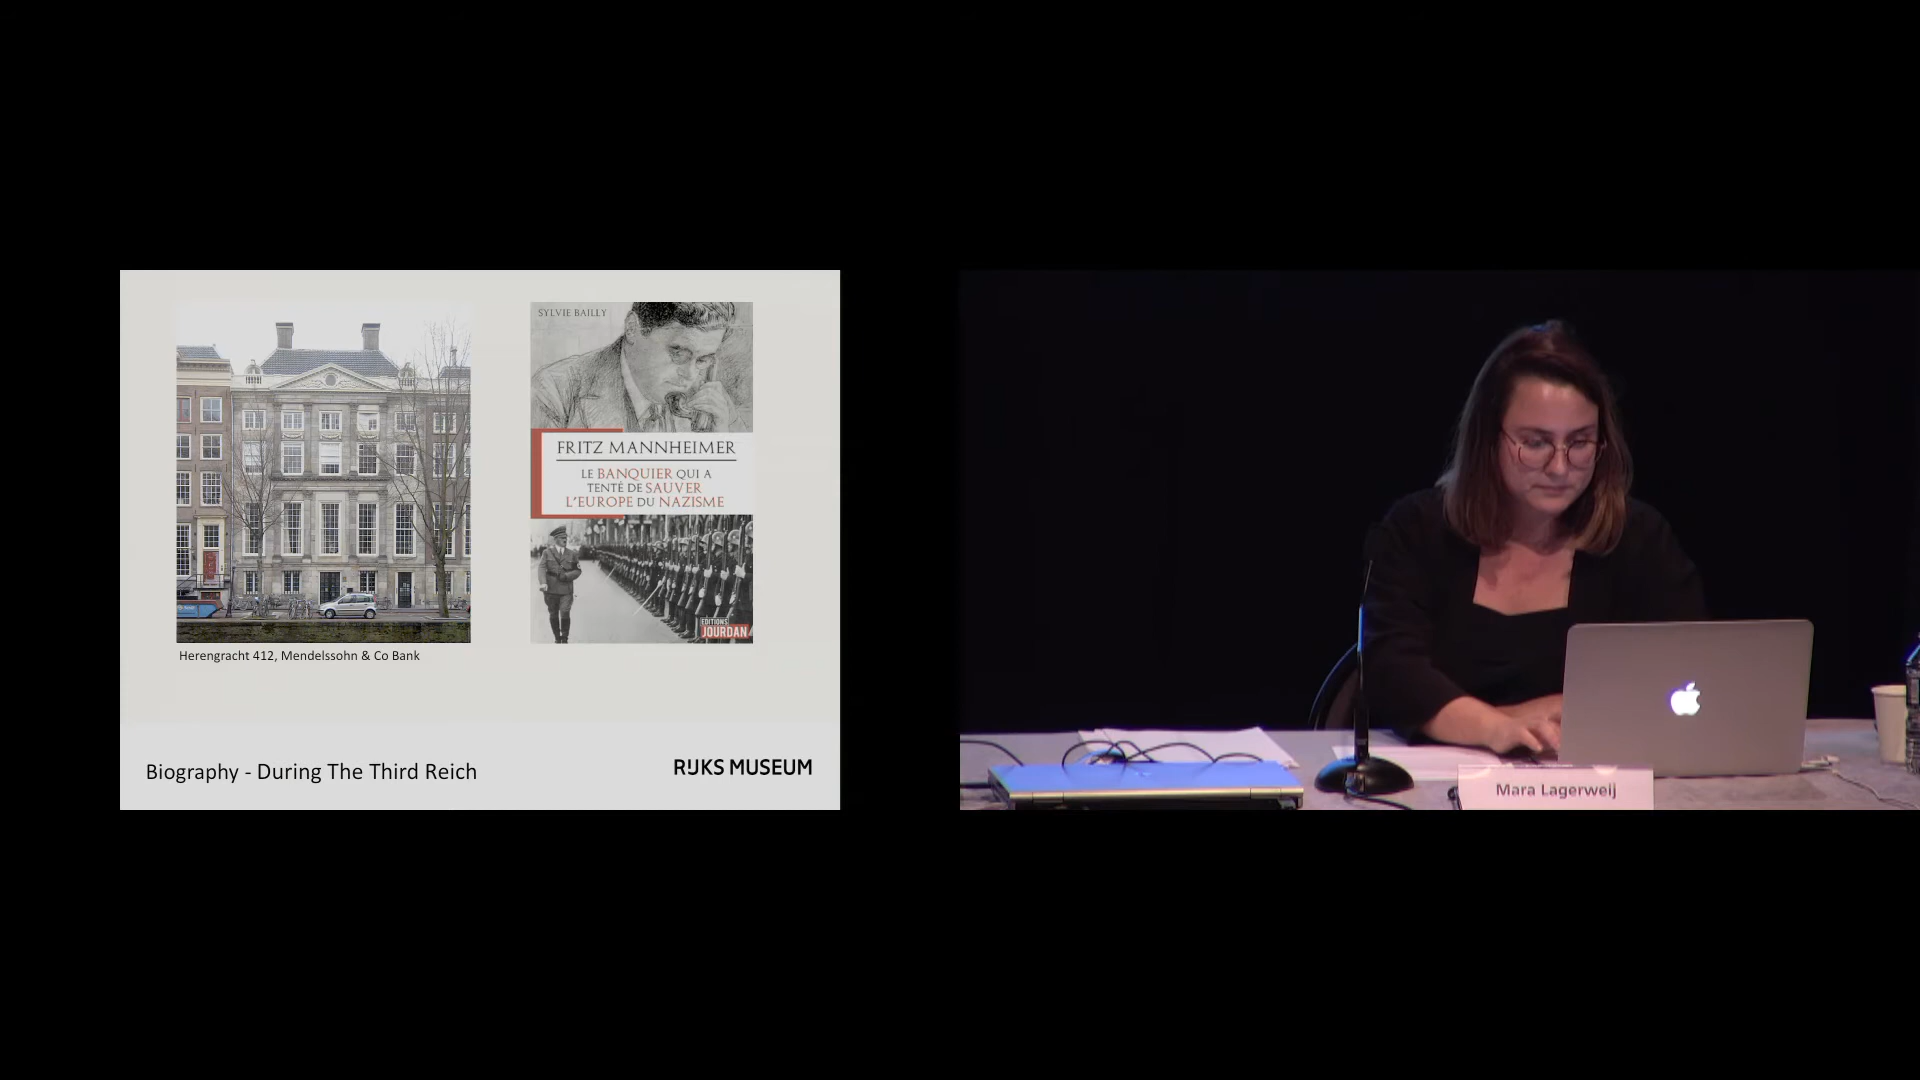 SYLVIE BAILLY
FRITZ MANNHEIMER
LE BANQUIER QUI A
TENTÉ DE SAUVER
L'EUROPE DU NAZISME
EDITIONS
JOURDAN
Herengracht 412, Mendelssohn & Co Bank
Biography - During The Third Reich
RIJKS MUSEUM
Mara Lagerweij